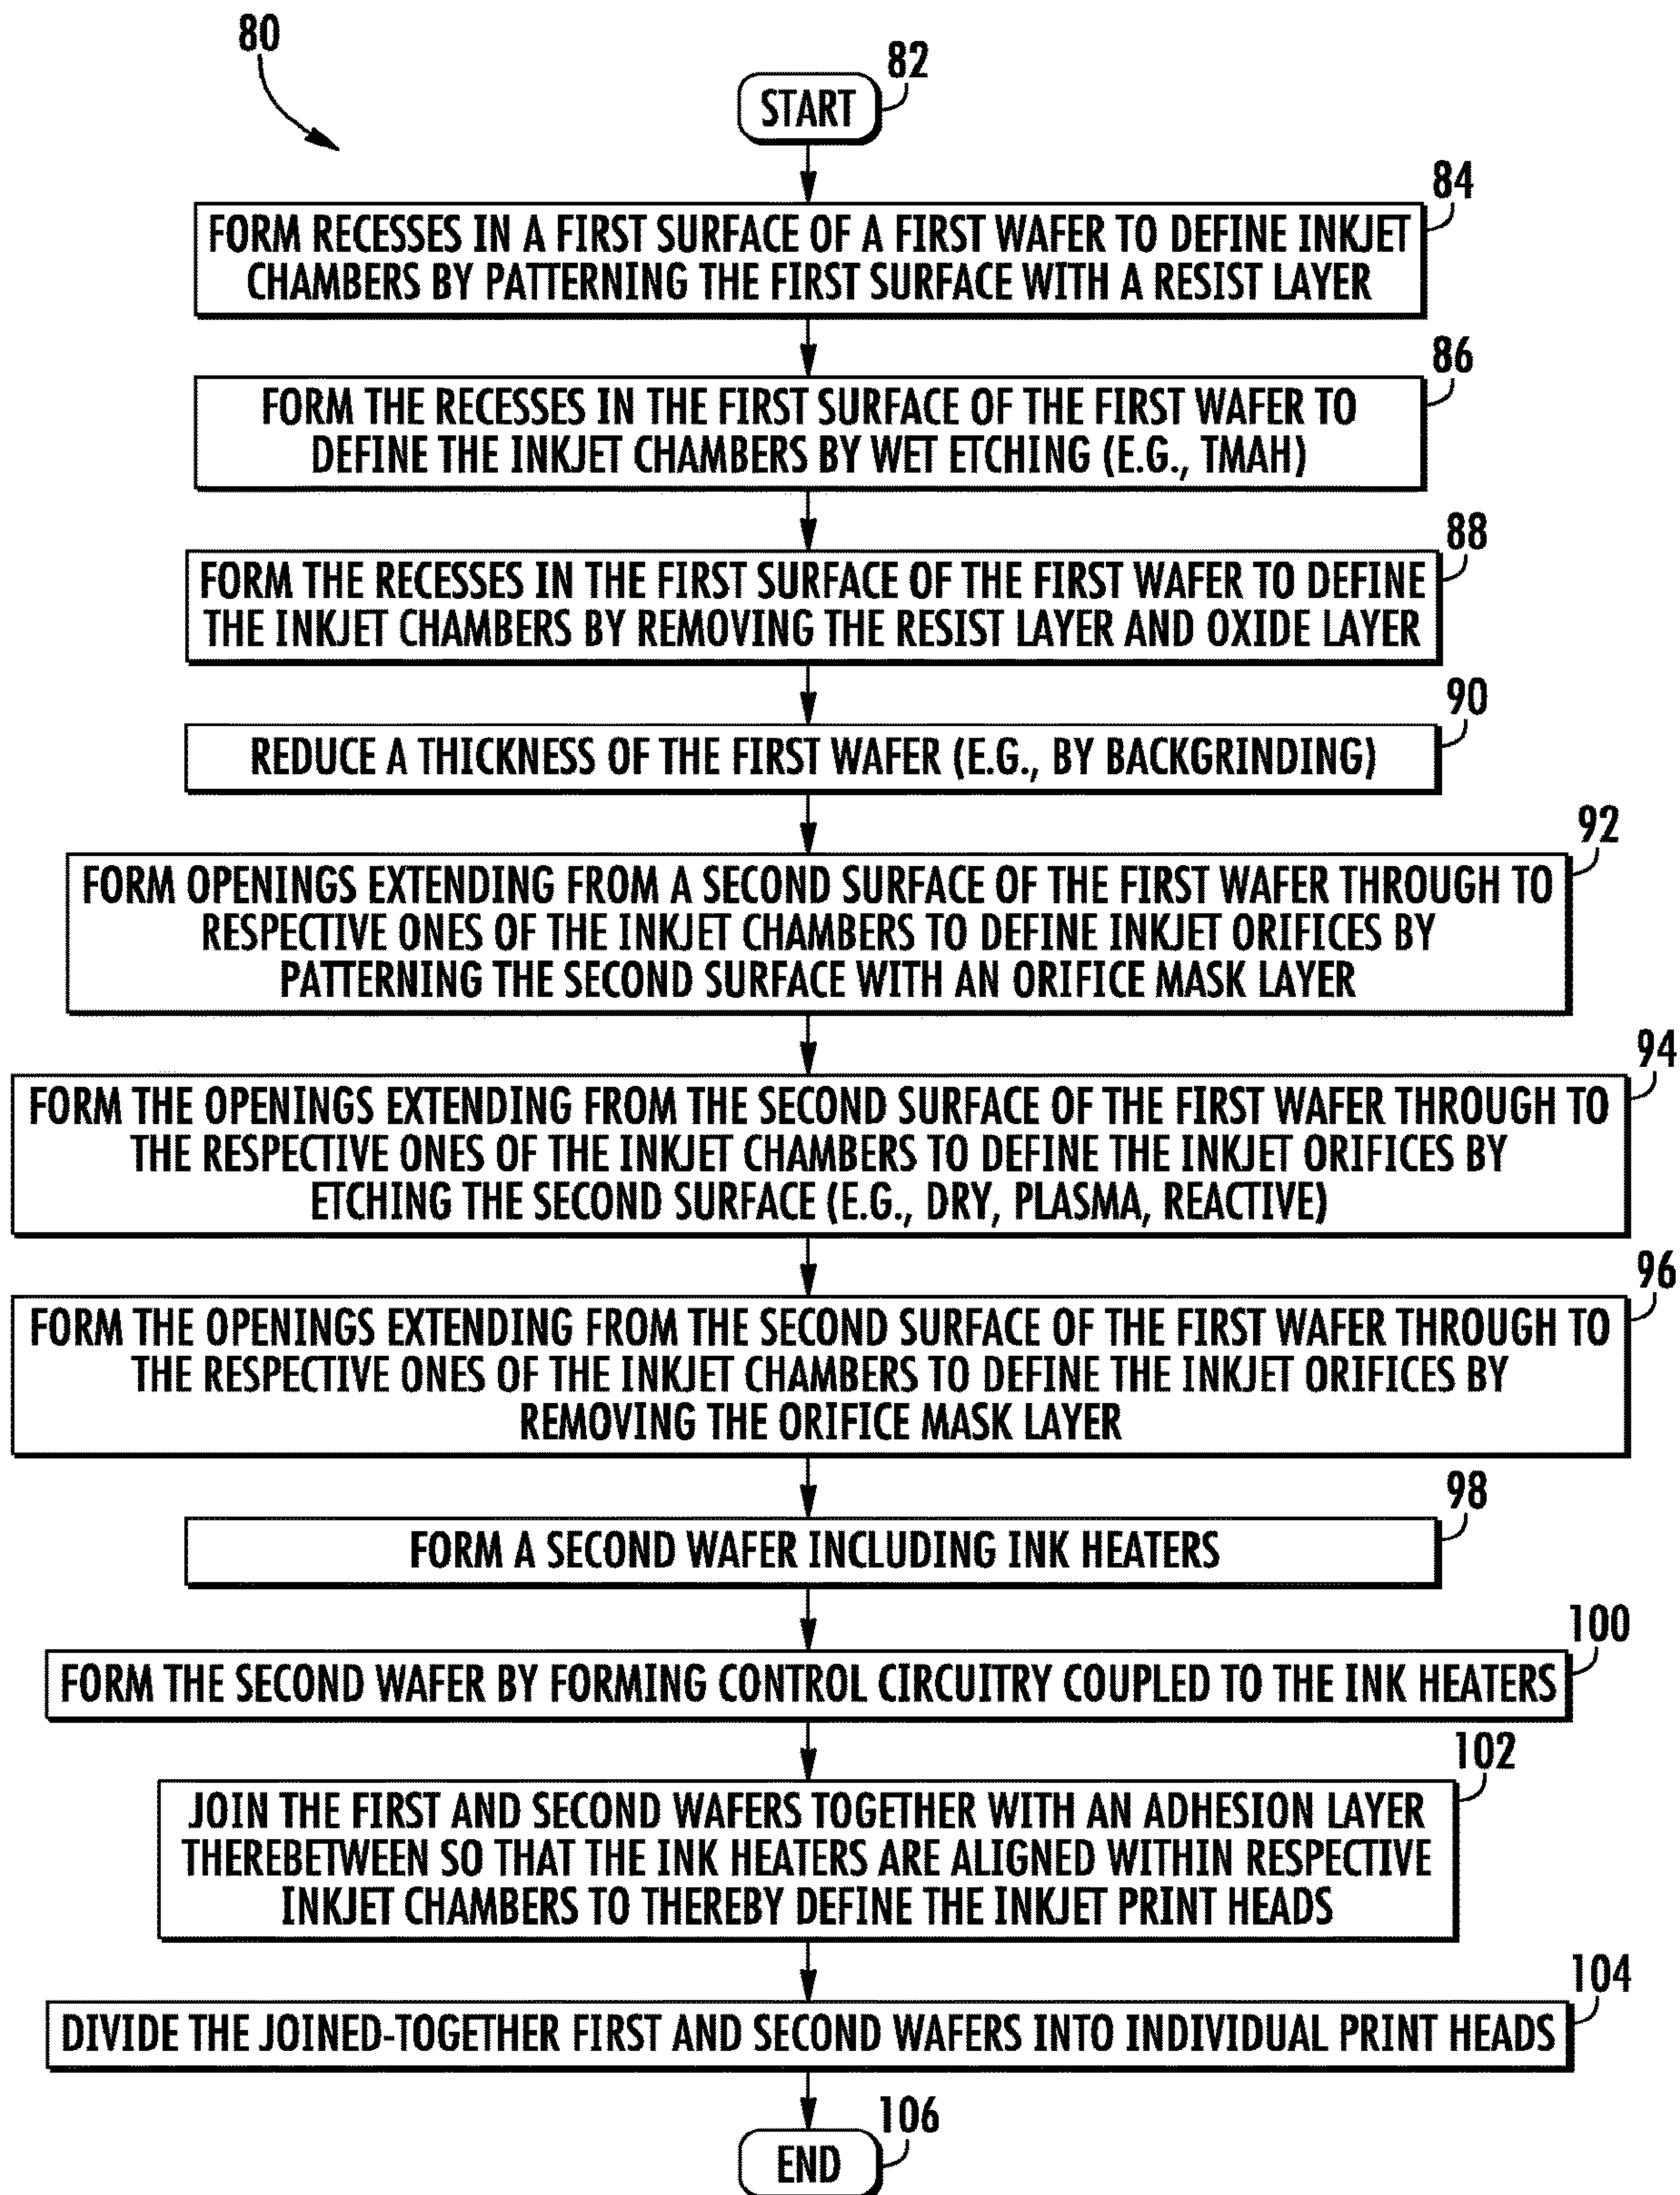 80
82
START
84
FORM RECESSES IN A FIRST SURFACE OF A FIRST WAFER TO DEFINE INKJET
CHAMBERS BY PATTERNING THE FIRST SURFACE WITH A RESIST LAYER
86
FORM THE RECESSES IN THE FIRST SURFACE OF THE FIRST WAFER TO
DEFINE THE INKJET CHAMBERS BY WET ETCHING (E.G., TMAH)
88
FORM THE RECESSES IN THE FIRST SURFACE OF THE FIRST WAFER TO DEFINE
THE INKJET CHAMBERS BY REMOVING THE RESIST LAYER AND OXIDE LAYER
90
REDUCE A THICKNESS OF THE FIRST WAFER (E.G., BY BACKGRINDING)
92
FORM OPENINGS EXTENDING FROM A SECOND SURFACE OF THE FIRST WAFER THROUGH TO
RESPECTIVE ONES OF THE INKJET CHAMBERS TO DEFINE INKJET ORIFICES BY
PATTERNING THE SECOND SURFACE WITH AN ORIFICE MASK LAYER
94
FORM THE OPENINGS EXTENDING FROM THE SECOND SURFACE OF THE FIRST WAFER THROUGH TO
THE RESPECTIVE ONES OF THE INKJET CHAMBERS TO DEFINE THE INKJET ORIFICES BY
ETCHING THE SECOND SURFACE (E.G., DRY, PLASMA, REACTIVE)
96
FORM THE OPENINGS EXTENDING FROM THE SECOND SURFACE OF THE FIRST WAFER THROUGH TO
THE RESPECTIVE ONES OF THE INKJET CHAMBERS TO DEFINE THE INKJET ORIFICES BY
REMOVING THE ORIFICE MASK LAYER
98
FORM A SECOND WAFER INCLUDING INK HEATERS
100
FORM THE SECOND WAFER BY FORMING CONTROL CIRCUITRY COUPLED TO THE INK HEATERS
102
JOIN THE FIRST AND SECOND WAFERS TOGETHER WITH AN ADHESION LAYER
THEREBETWEEN SO THAT THE INK HEATERS ARE ALIGNED WITHIN RESPECTIVE
INKJET CHAMBERS TO THEREBY DEFINE THE INKJET PRINT HEADS
104
DIVIDE THE JOINED-TOGETHER FIRST AND SECOND WAFERS INTO INDIVIDUAL PRINT HEADS
106
END